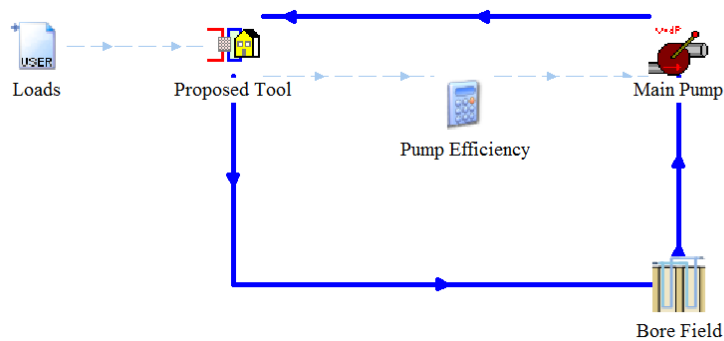 USER
Loads
Proposed Tool
Pump Efficiency
Main Pump
Bore Field